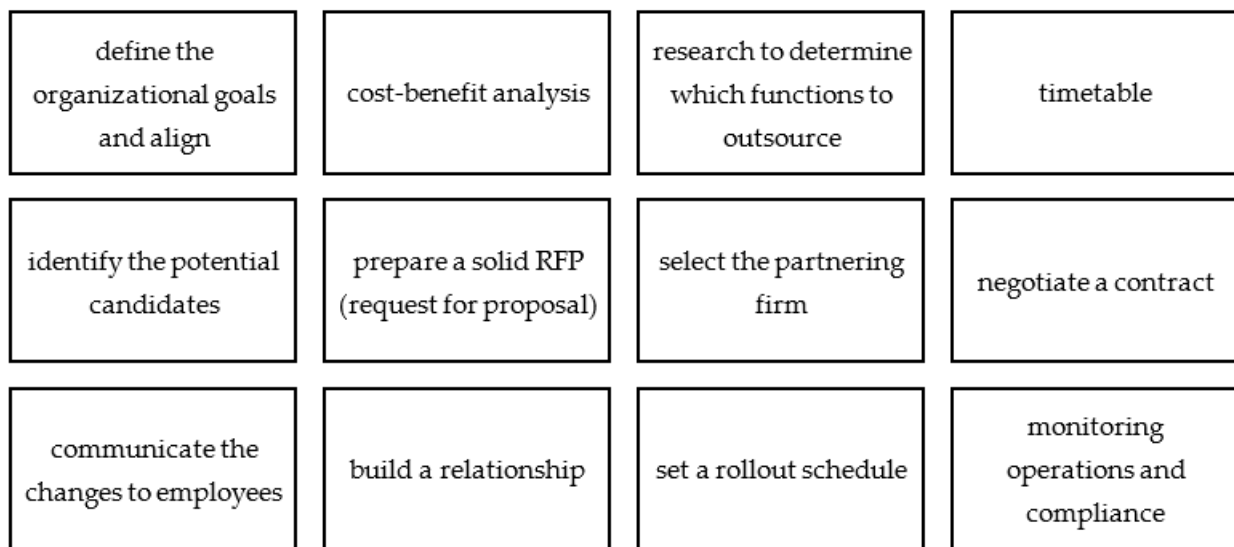 define the
organizational goals
and align
cost-benefit analysis
research to determine
which functions to
outsource
timetable
identify the potential
candidates
prepare a solid RFP
(request for proposal)
select the partnering
firm
negotiate a contract
communicate the
changes to employees
build a relationship
set a rollout schedule
monitoring
operations and
compliance